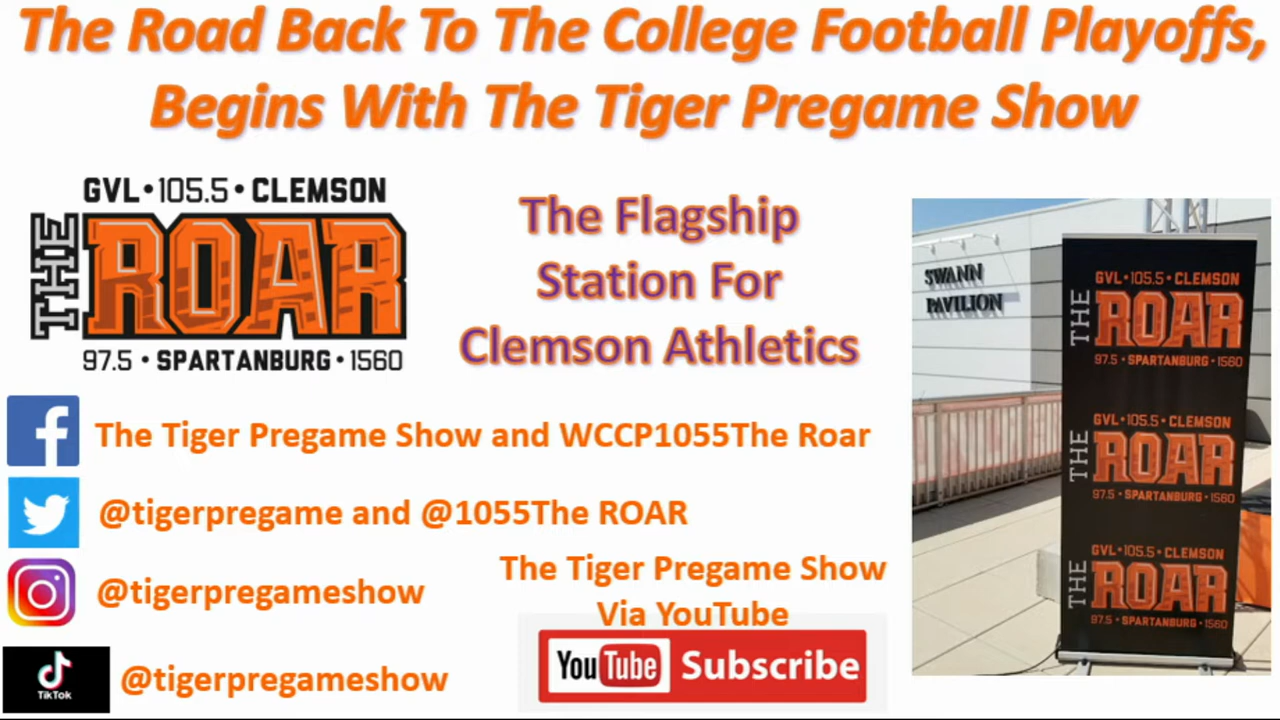 The Road Back To The College Football Playoffs,
Begins With The Tiger Pregame Show
GVL • 105.5 • CLEMSON
THE ROAR
97.5 • SPARTANBURG • 1560
The Flagship
Station For
Clemson Athletics
SWANN
PAVILION
GVL • 105.5 • CLEMSON
THE ROAR
97.5 • SPARTANBURG • 1560
GVL • 105.5 • CLEMSON
THE ROAR
97.5 • SPARTANBURG • 1560
GVL • 105.5 • CLEMSON
THE ROAR
97.5 • SPARTANBURG • 1560
The Tiger Pregame Show and WCCP1055The Roar
@tigerpregame and @1055The ROAR
@tigerpregameshow
TikTok
@tigerpregameshow
The Tiger Pregame Show
Via YouTube
YouTube Subscribe